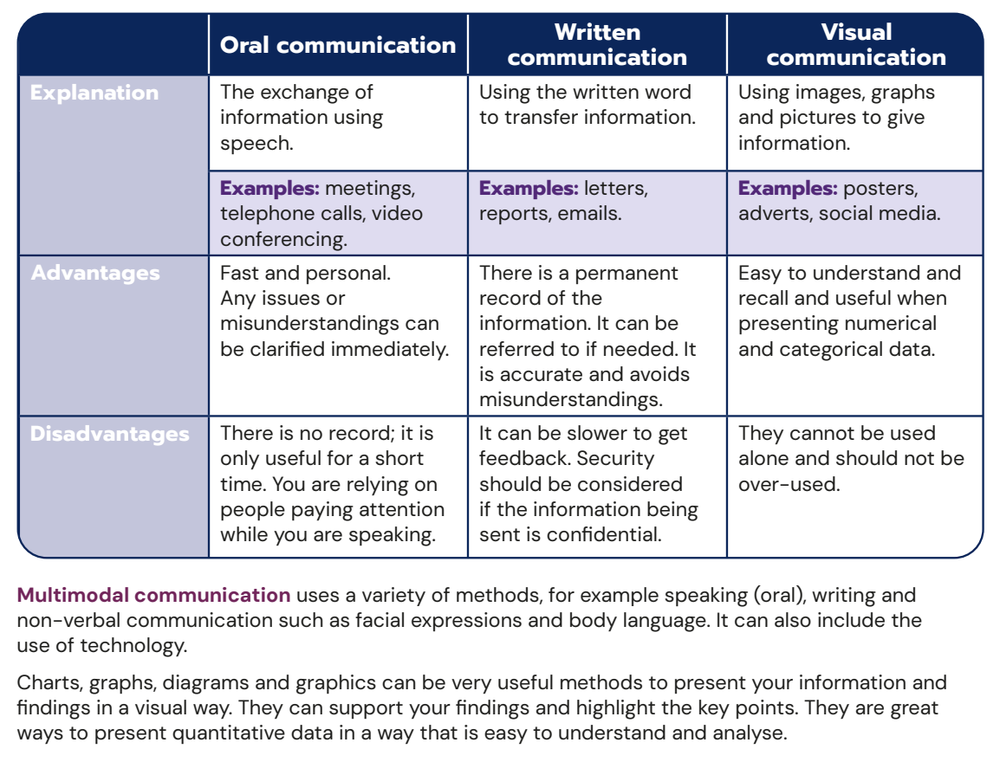 Oral communication
Written
communication
Visual
communication
Explanation
The exchange of
information using
speech.
Using the written word
to transfer information.
Using images, graphs
and pictures to give
information.
Examples: meetings,
telephone calls, video
conferencing.
Examples: letters,
reports, emails.
Examples: posters,
adverts, social media.
Advantages
Fast and personal.
Any issues or
misunderstandings can
be clarified immediately.
There is a permanent
record of the
information. It can be
referred to if needed. It
is accurate and avoids
misunderstandings.
Easy to understand and
recall and useful when
presenting numerical
and categorical data.
Disadvantages
There is no record; it is
only useful for a short
time. You are relying on
people paying attention
while you are speaking.
It can be slower to get
feedback. Security
should be considered
if the information being
sent is confidential.
They cannot be used
alone and should not be
over-used.
Multimodal communication uses a variety of methods, for example speaking (oral), writing and
non-verbal communication such as facial expressions and body language. It can also include the
use of technology.
Charts, graphs, diagrams and graphics can be very useful methods to present your information and
findings in a visual way. They can support your findings and highlight the key points. They are great
ways to present quantitative data in a way that is easy to understand and analyse.